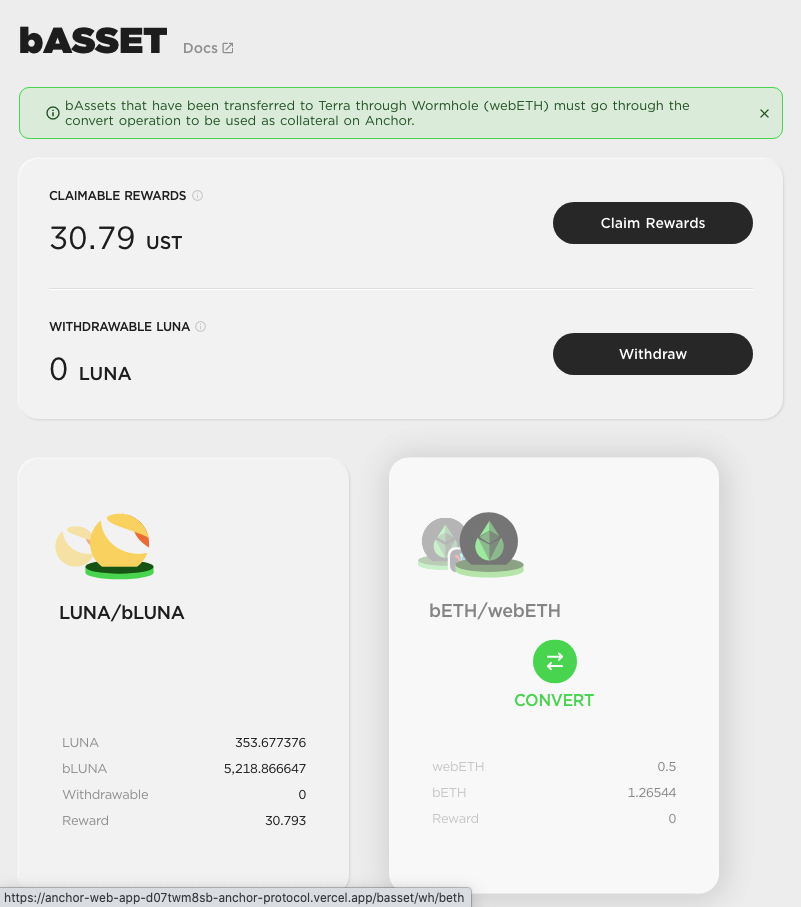 bASSET Docs
bAssets that have been transferred to Terra through Wormhole (webETH) must go through the
convert operation to be used as collateral on Anchor.
CLAIMABLE REWARDS
30.79 UST
Claim Rewards
WITHDRAWABLE LUNA
0 LUNA
Withdraw
LUNA/bLUNA
LUNA 353.677376
bLUNA 5,218.866647
Withdrawable 0
Reward 30.793
bETH/webETH
CONVERT
webETH 0.5
bETH 1.26544
Reward 0
https://anchor-web-app-d07twm8sb-anchor-protocol.vercel.app/basset/wh/beth